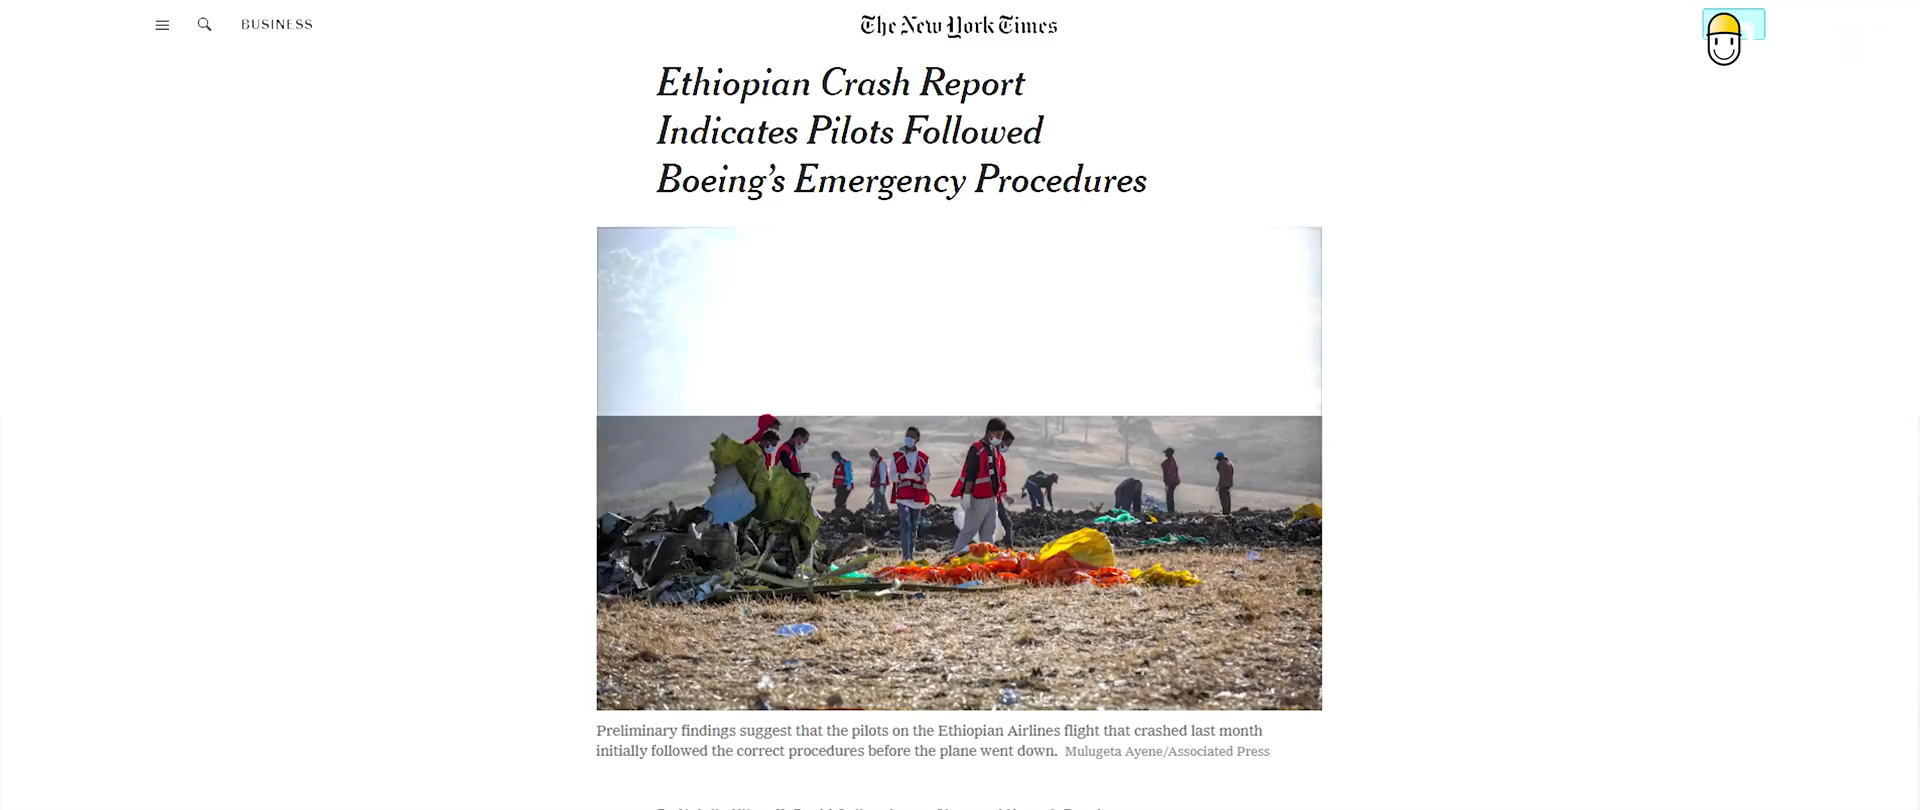 BUSINESS
The New York Times
Ethiopian Crash Report
Indicates Pilots Followed
Boeing’s Emergency Procedures
Preliminary findings suggest that the pilots on the Ethiopian Airlines flight that crashed last month
initially followed the correct procedures before the plane went down. Mulugeta Ayene/Associated Press